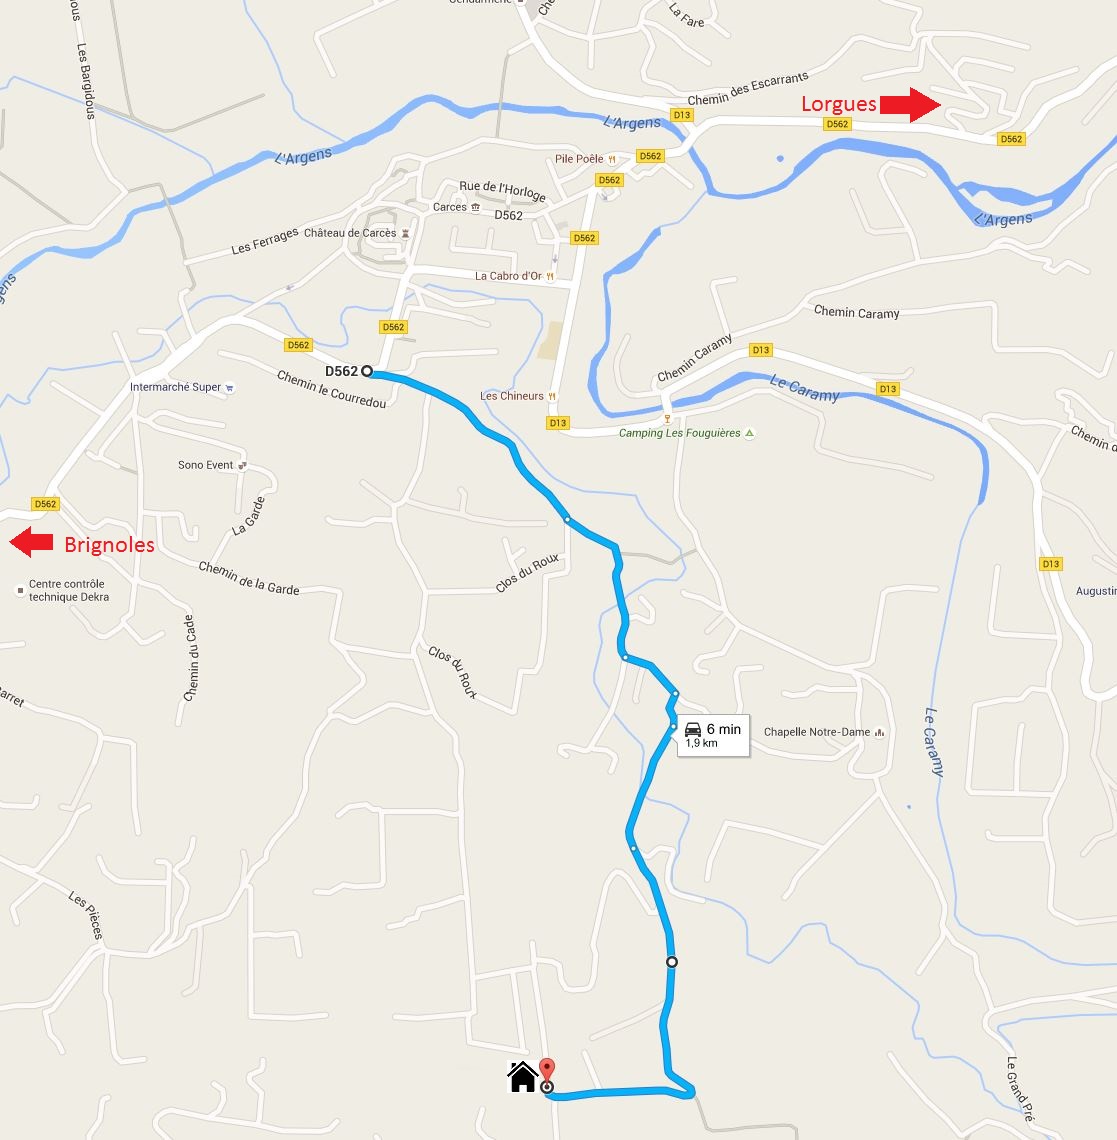 Gendarmerie
La Fare
Les Bargidous
Chemin des Escarrants
Lorgues
D13
D562
D562
L'Argens
L'Argens
Pile Poêle
D562
D562
Rue de l'Horloge
Carces
D562
L'Argens
Les Ferrages
Château de Carcès
D562
La Cabro d'Or
Chemin Caramy
D562
D562
D562
Chemin Caramy
D13
Intermarché Super
Chemin le Courredou
Les Chineurs
Le Caramy
D13
D13
Camping Les Fouguières
Sono Event
D562
La Garde
Brignoles
Chemin de la Garde
Clos du Roux
D13
Centre contrôle
technique Dekra
Chemin du Cade
Clos du Roux
6 min
1,9 km
Chapelle Notre-Dame
Le Caramy
Les Pièces
Le Grand Pré